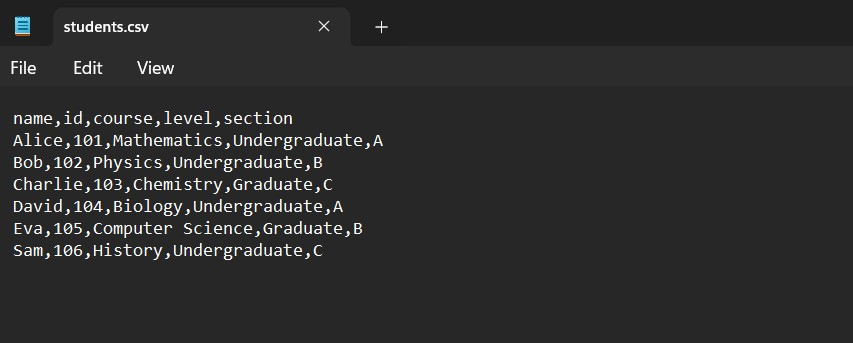 students.csv
File Edit View
name,id,course,level,section
Alice,101,Mathematics,Undergraduate,A
Bob,102,Physics,Undergraduate,B
Charlie,103,Chemistry,Graduate,C
David,104,Biology,Undergraduate,A
Eva,105,Computer Science,Graduate,B
Sam,106,History,Undergraduate,C